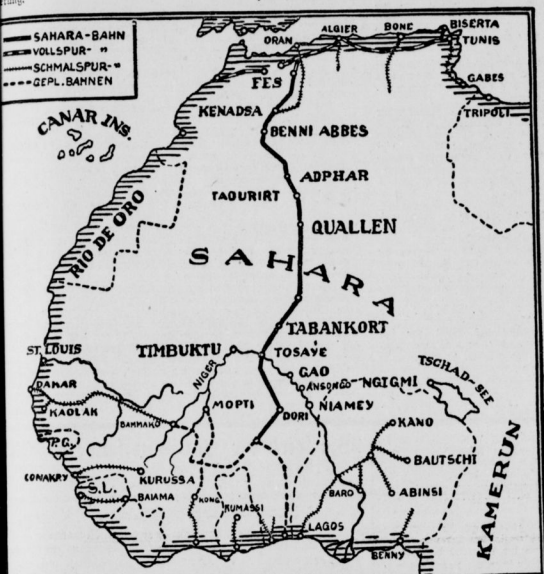 SAHARA-BAHN
VOLLSPUR- "
SCHMALSPUR- "
GEPL. BAHNEN
ORAN
ALGIER
BONE
BISERTA
TUNIS
FES
GABES
KENADSA
TRIPOLI
CANAR INS.
BENNI ABBES
ADPHAR
TAOURIRT
RIO DE ORO
QUALLEN
SAHARA
TABANKORT
ST. LOUIS
TIMBUKTU
TOSAYE
GAO
TSCHAD-SEE
NIGER
ANSONGO
NGIGMI
DAKAR
KAOLAK
MOPTI
NIAMEY
BAMMAKO
DORI
KANO
P.G.
BAUTSCHI
KAMERUN
CONAKRY
KURUSSA
S.L.
BAIAMA
KONG
KUMASSI
BARO
ABINSI
LAGOS
BENNY